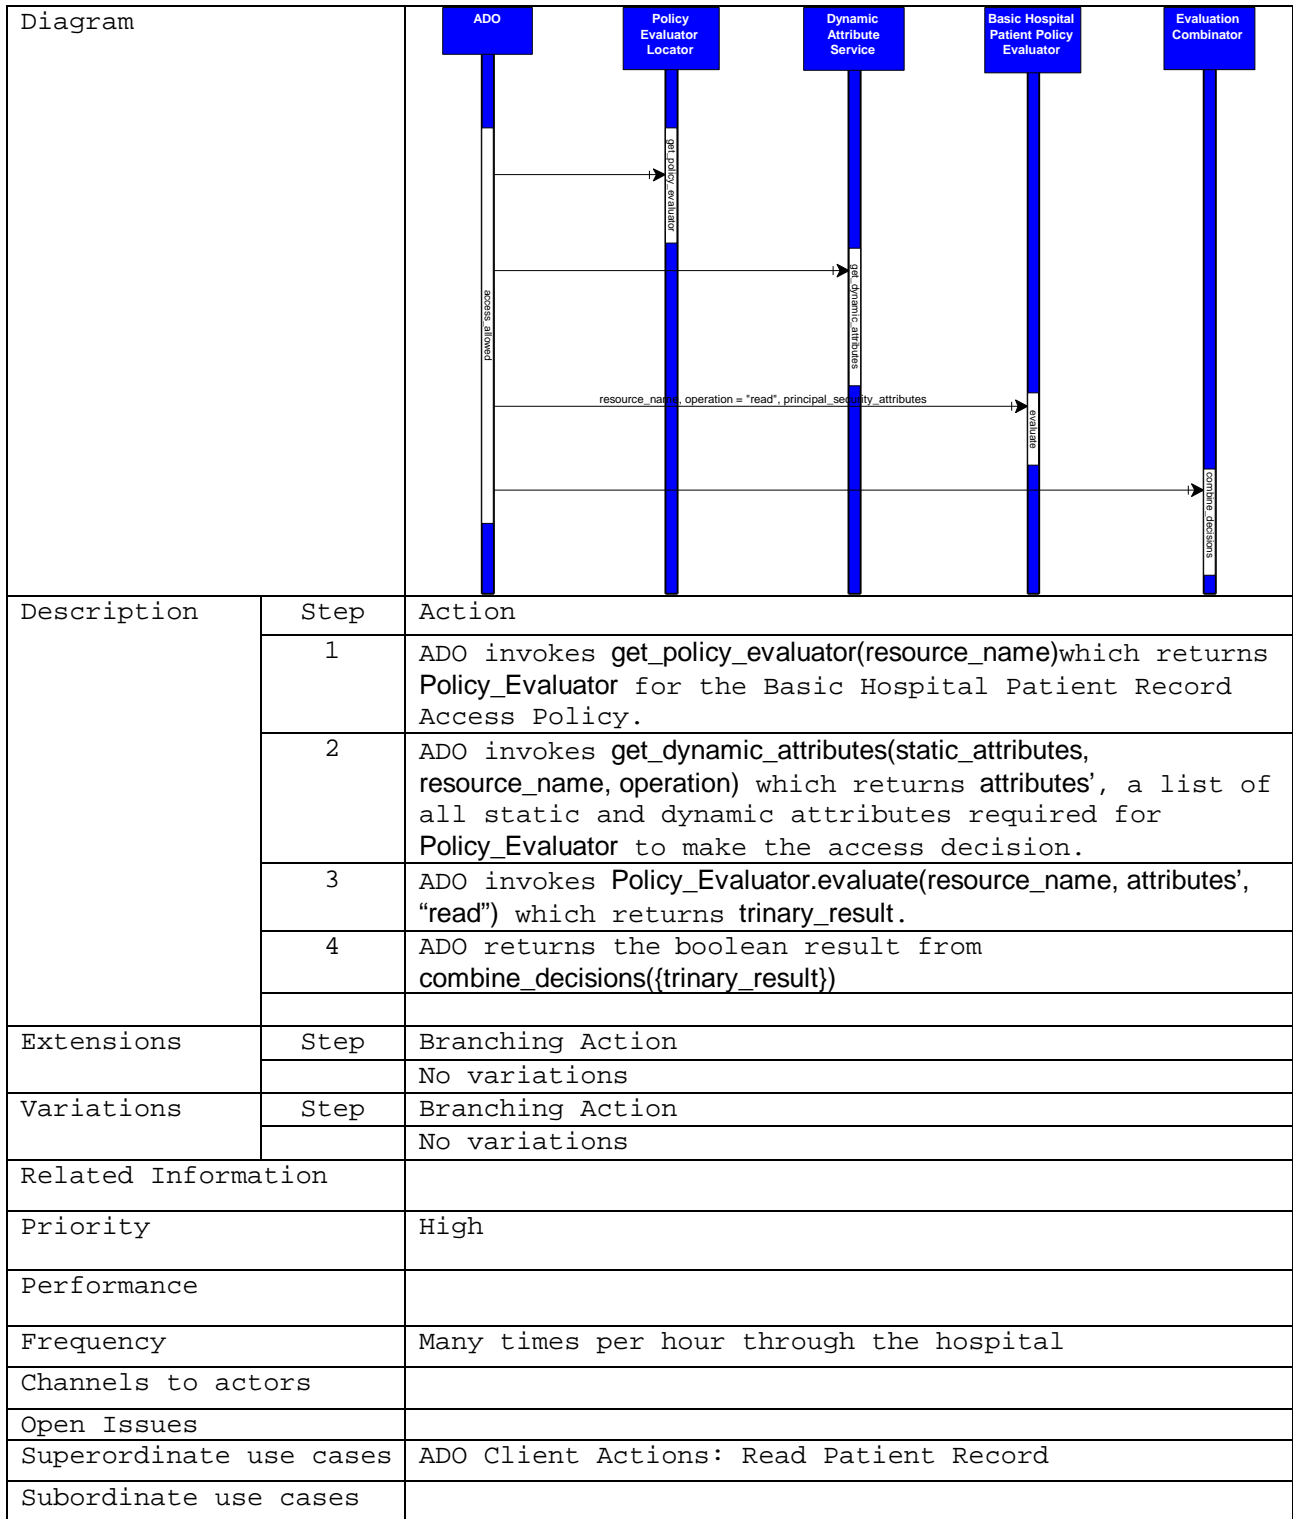 Diagram
ADO
Policy
Evaluator
Locator
Dynamic
Attribute
Service
Basic Hospital
Patient Policy
Evaluator
Evaluation
Combinator
get_policy_evaluator
get_dynamic_attributes
access_allowed
resource_name, operation = "read", principal_security_attributes
evaluate
combine_decisions
Description
Step
Action
1
ADO invokes get_policy_evaluator(resource_name)which returns
Policy_Evaluator for the Basic Hospital Patient Record
Access Policy.
2
ADO invokes get_dynamic_attributes(static_attributes,
resource_name, operation) which returns attributes’, a list of
all static and dynamic attributes required for
Policy_Evaluator to make the access decision.
3
ADO invokes Policy_Evaluator.evaluate(resource_name, attributes’,
“read”) which returns trinary_result.
4
ADO returns the boolean result from
combine_decisions({trinary_result})
Extensions
Step
Branching Action
No variations
Variations
Step
Branching Action
No variations
Related Information
Priority
High
Performance
Frequency
Many times per hour through the hospital
Channels to actors
Open Issues
Superordinate use cases
ADO Client Actions: Read Patient Record
Subordinate use cases